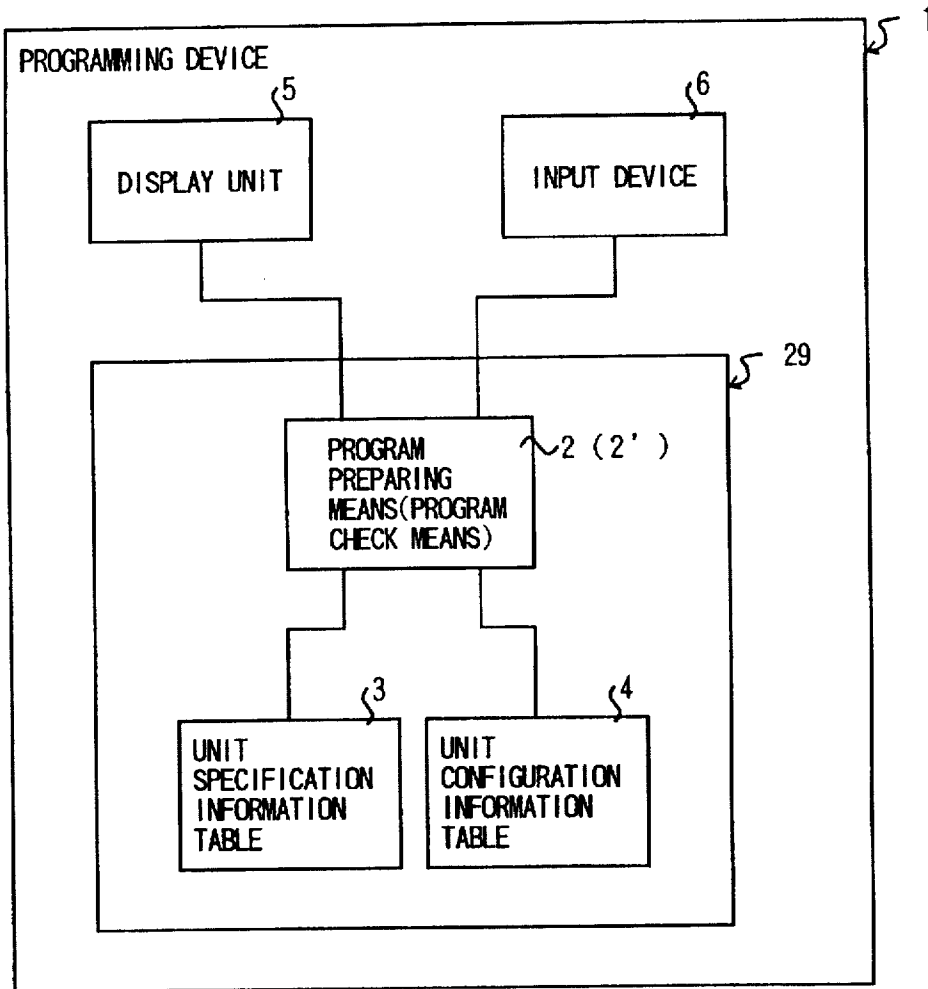 1
PROGRAMMING DEVICE
5
6
DISPLAY UNIT
INPUT DEVICE
29
PROGRAM
PREPARING
MEANS(PROGRAM
CHECK MEANS)
2 (2')
3
4
UNIT
SPECIFICATION
INFORMATION
TABLE
UNIT
CONFIGURATION
INFORMATION
TABLE